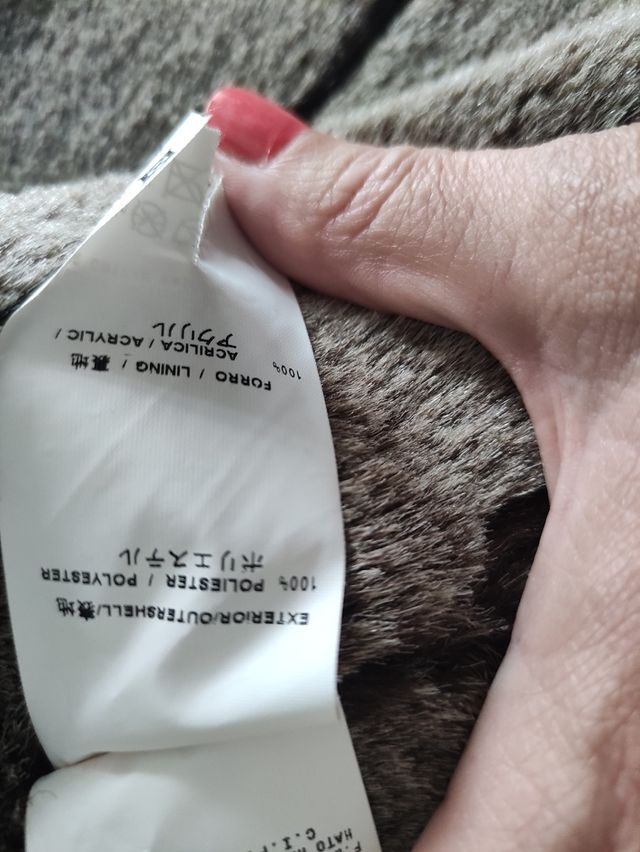 HATO
C.I.F
EXTERIOR/OUTERSHELL/表地
100% POLIESTER / POLYESTER
ポリエステル
FORRO / LINING / 裏地
100% ACRILICA / ACRYLIC /
アクリル